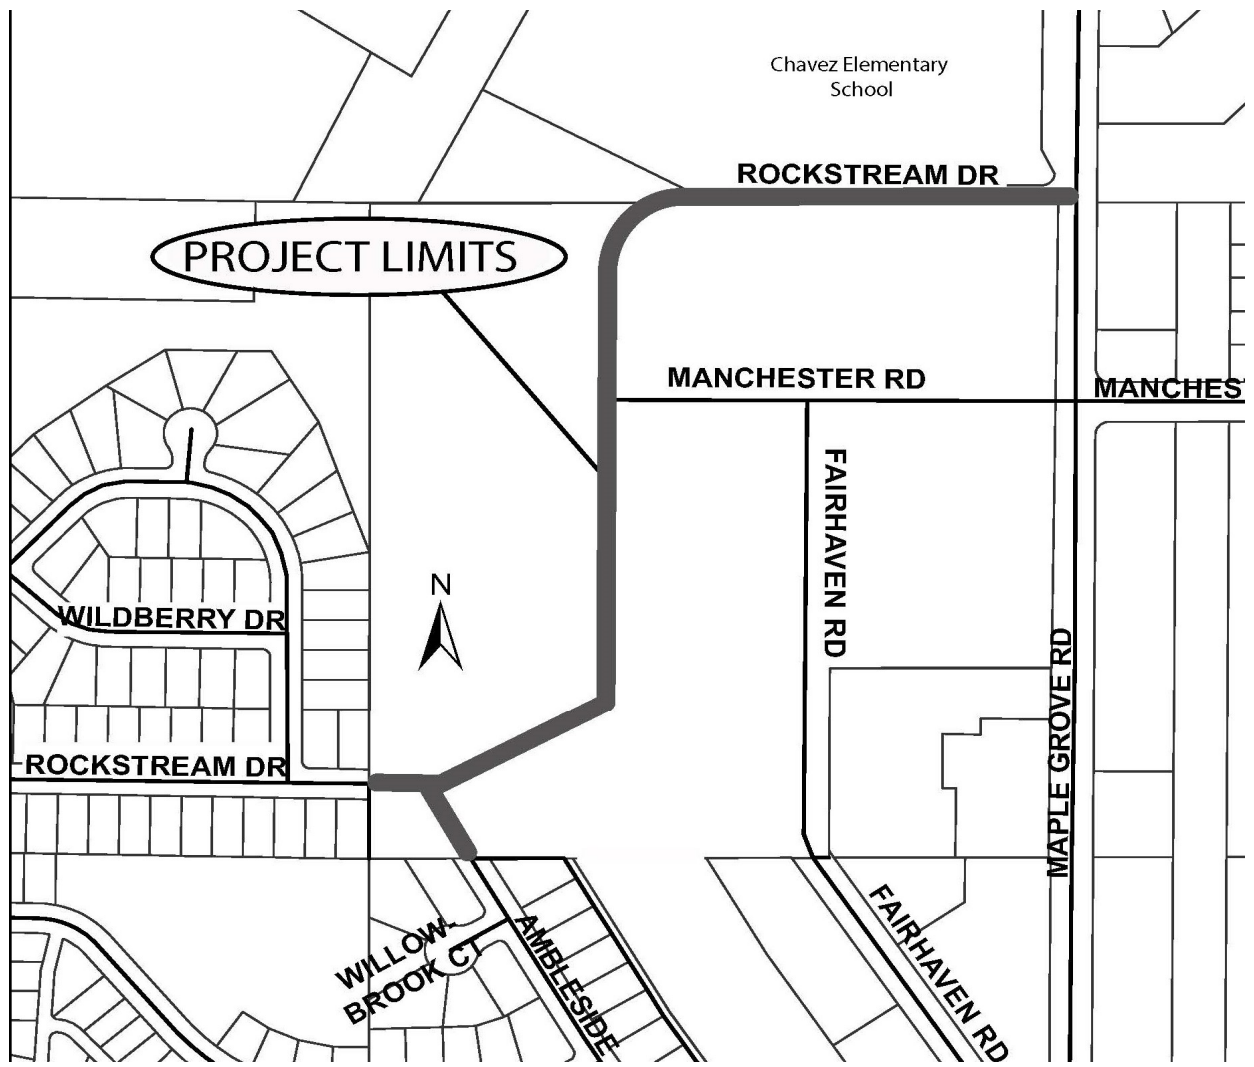 Chavez Elementary
School
ROCKSTREAM DR
PROJECT LIMITS
MANCHESTER RD
MANCHES
FAIRHAVEN RD
N
WILDBERRY DR
MAPLE GROVE RD
ROCKSTREAM DR
FAIRHAVEN RD
WILLOW-
BROOK CT
AMBLESIDE